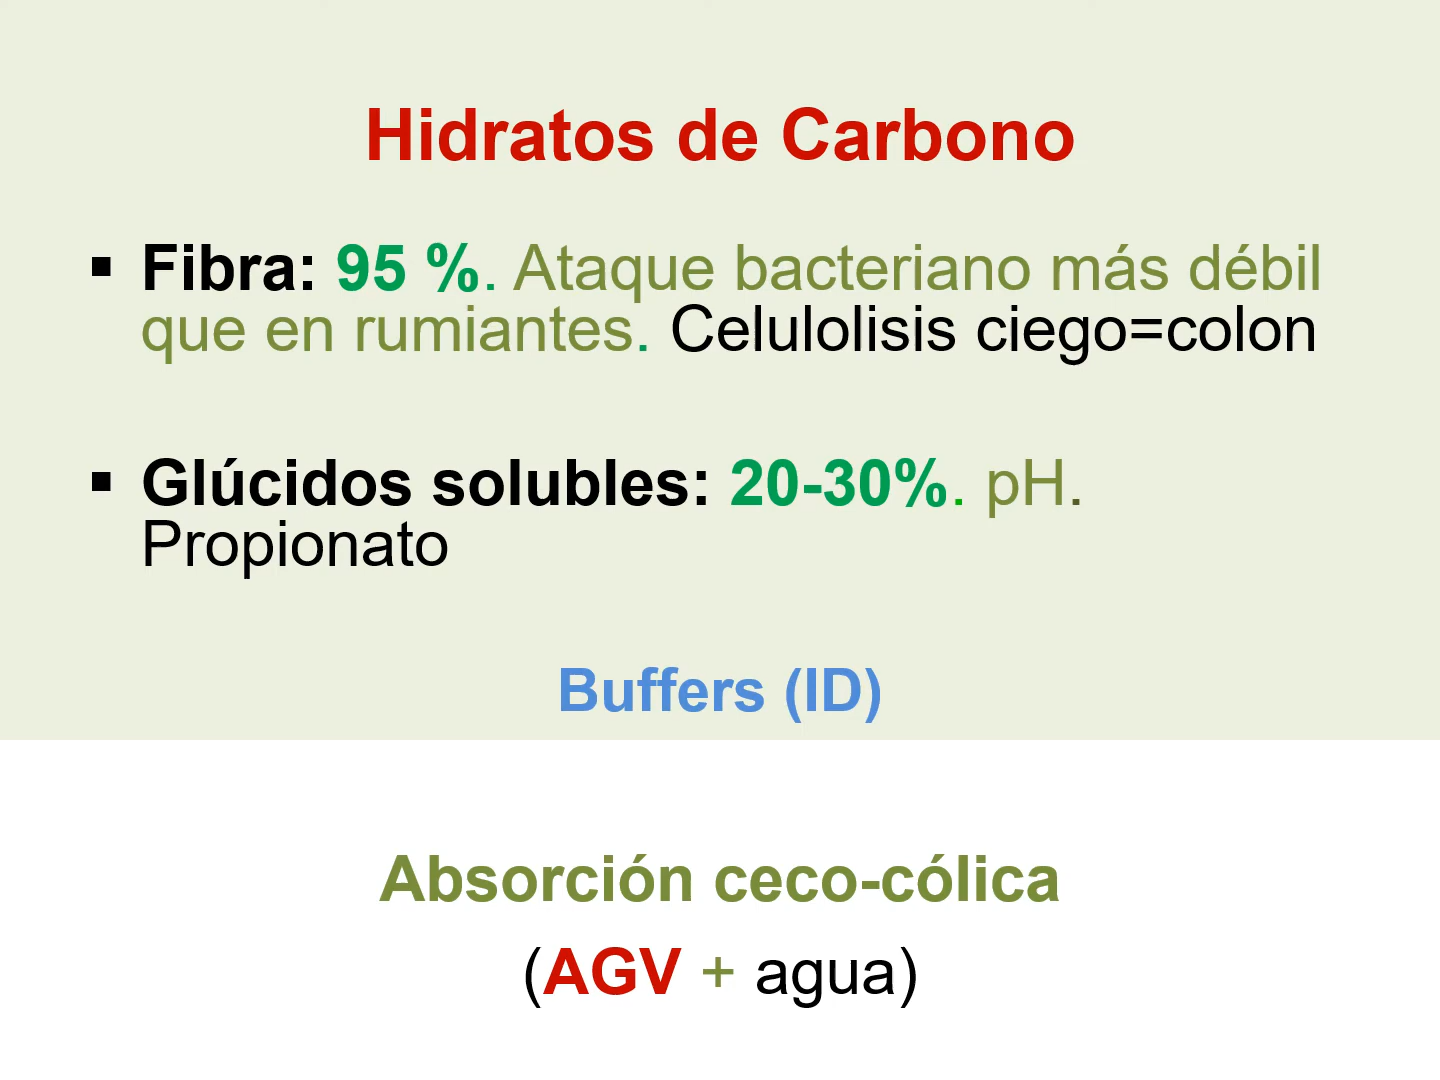 Hidratos de Carbono
▪ Fibra: 95 %. Ataque bacteriano más débil
que en rumiantes. Celulolisis ciego=colon
▪ Glúcidos solubles: 20-30%. pH.
Propionato
Buffers (ID)
Absorción ceco-cólica
(AGV + agua)